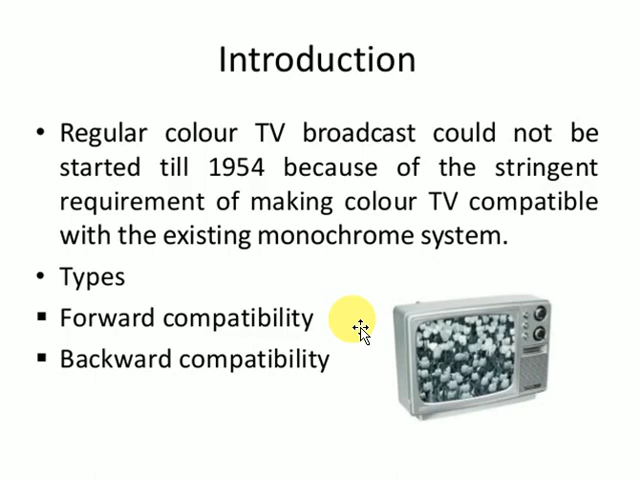 Introduction
• Regular colour TV broadcast could not be
started till 1954 because of the stringent
requirement of making colour TV compatible
with the existing monochrome system.
• Types
▪ Forward compatibility
▪ Backward compatibility